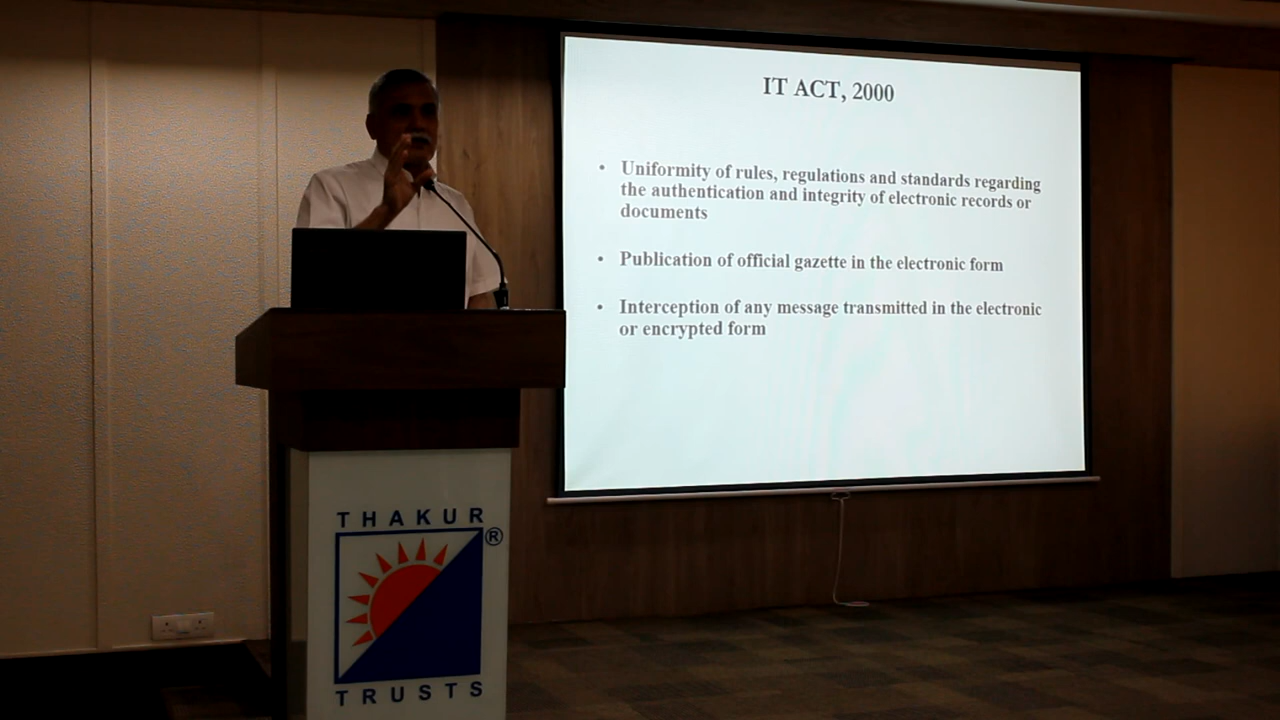 IT ACT, 2000
• Uniformity of rules, regulations and standards regarding
the authentication and integrity of electronic records or
documents
• Publication of official gazette in the electronic form
• Interception of any message transmitted in the electronic
or encrypted form
THAKUR
®
TRUSTS